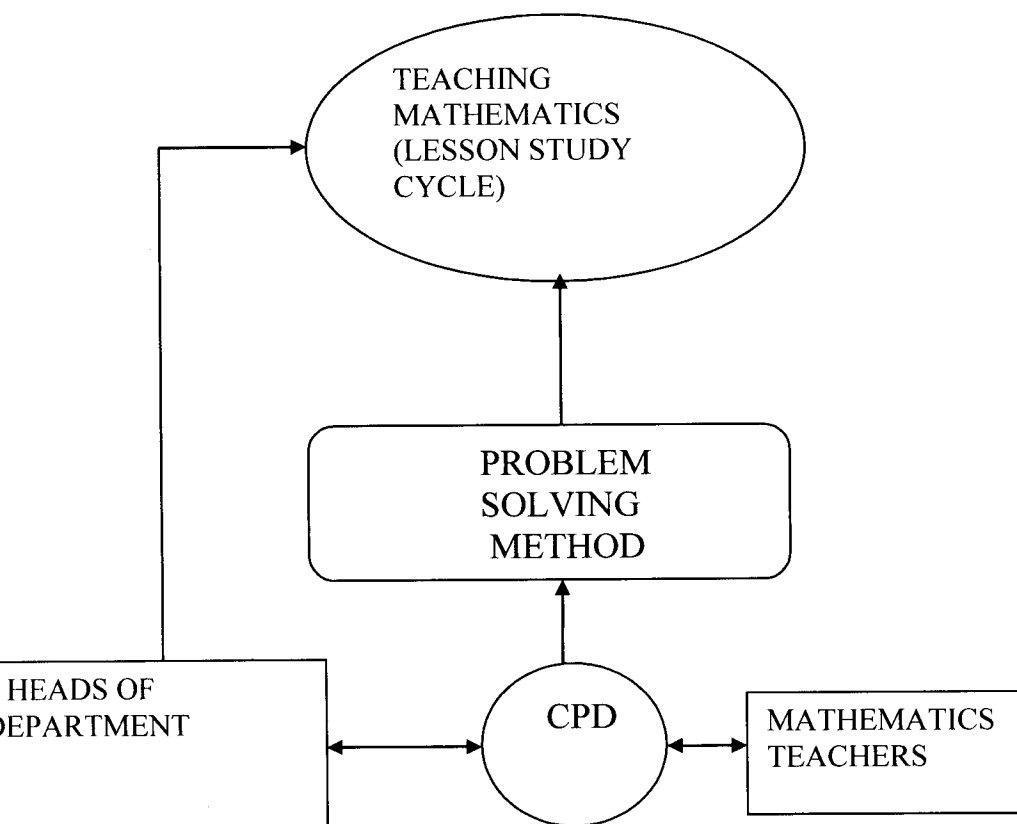 TEACHING
MATHEMATICS
(LESSON STUDY
CYCLE)
PROBLEM
SOLVING
METHOD
HEADS OF
DEPARTMENT
CPD
MATHEMATICS
TEACHERS